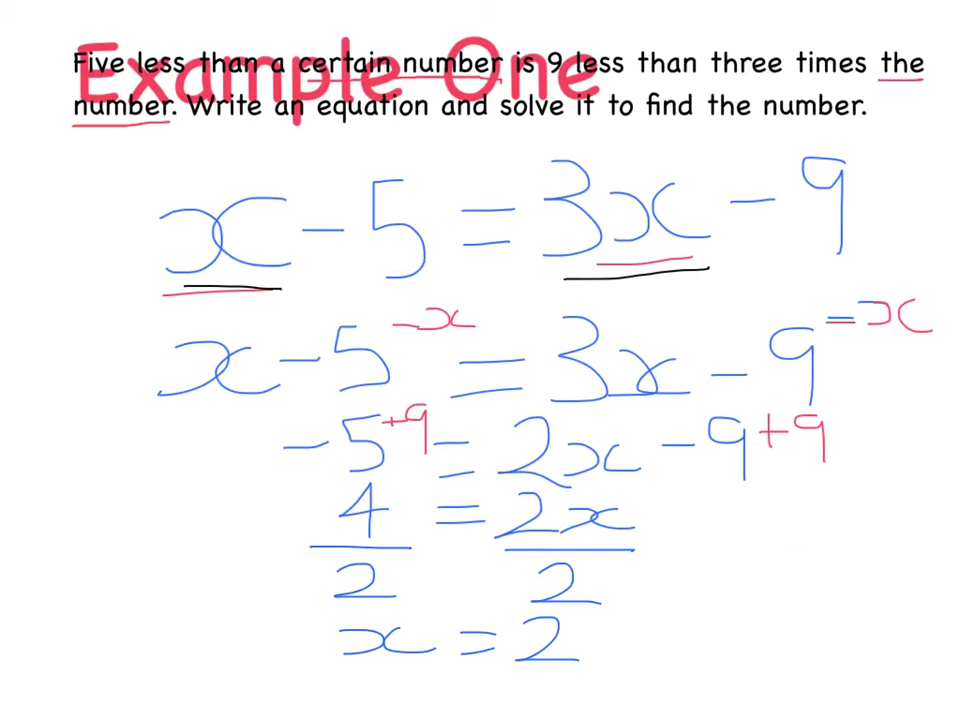 Example One
Five less than a certain number is 9 less than three times the
number. Write an equation and solve it to find the number.
x - 5 = 3x - 9
x - 5 - x = 3x - 9 = x
- 5 + 9 = 2x - 9 + 9
4 = 2x
2 2
x = 2